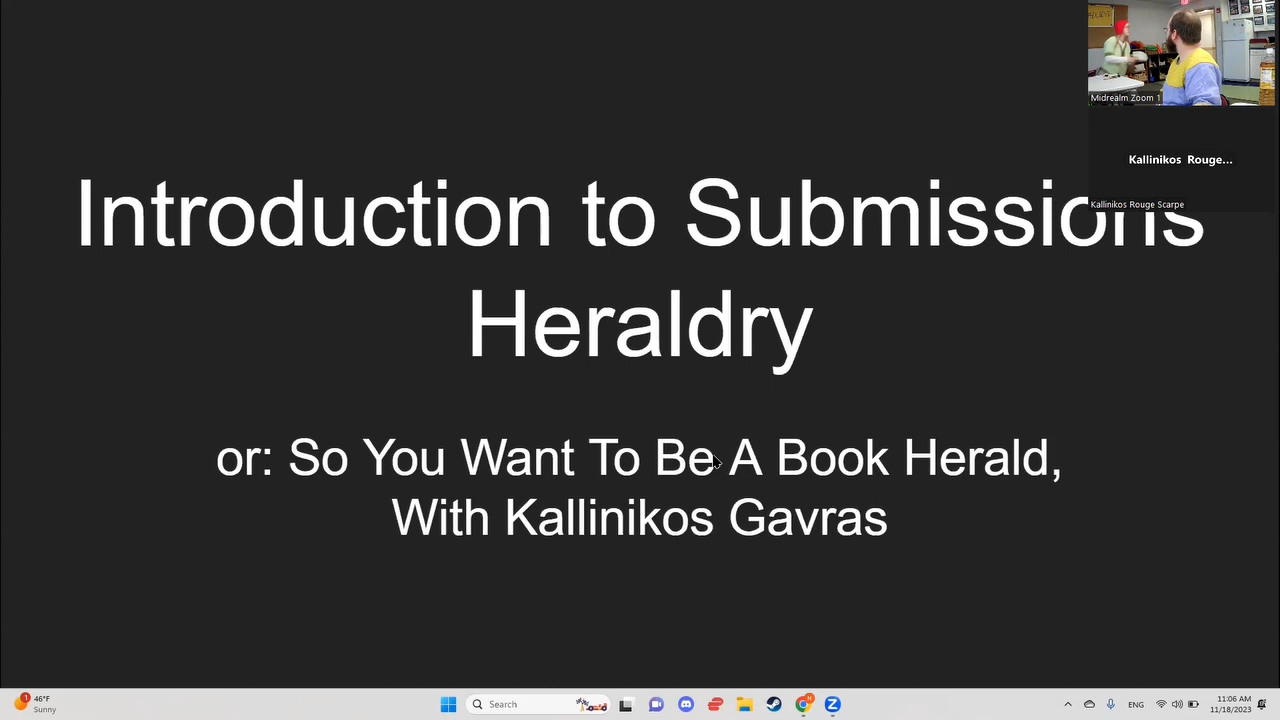 Midrealm Zoom 1
Kallinikos Rouge...
Kallinikos Rouge Scarpe
Introduction to Submissions
Heraldry
or: So You Want To Be A Book Herald,
With Kallinikos Gavras
1
46°F
Sunny
Search
N
Z
ENG
11:06 AM
11/18/2023